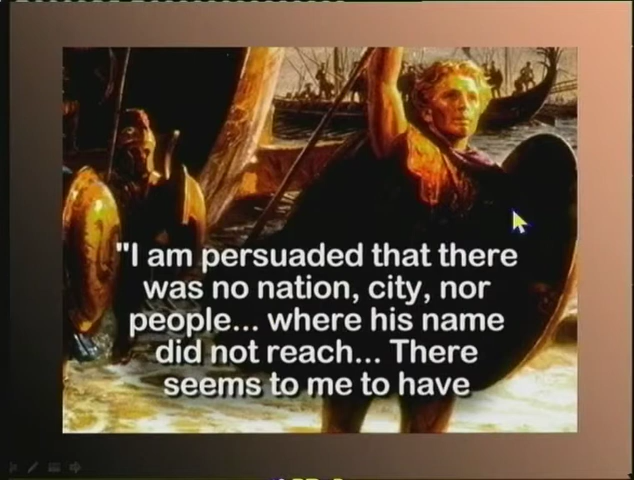 "I am persuaded that there
was no nation, city, nor
people... where his name
did not reach... There
seems to me to have